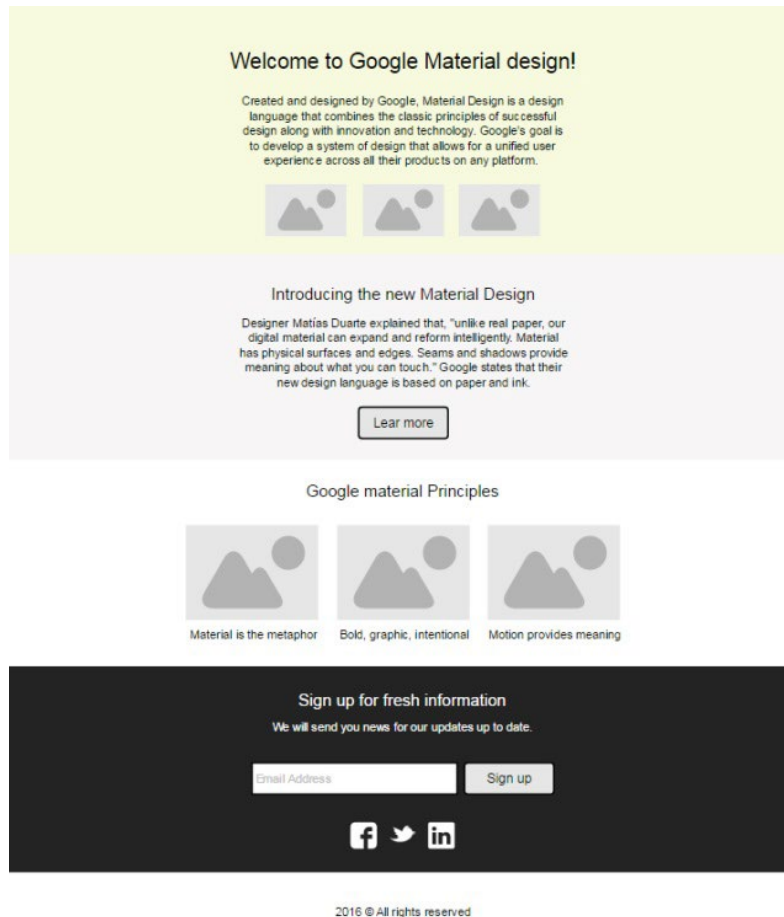 Welcome to Google Material design!
Created and designed by Google, Material Design is a design
language that combines the classic principles of successful
design along with innovation and technology. Google's goal is
to develop a system of design that allows for a unified user
experience across all their products on any platform.
Introducing the new Material Design
Designer Matías Duarte explained that, "unlike real paper, our
digital material can expand and reform intelligently. Material
has physical surfaces and edges. Seams and shadows provide
meaning about what you can touch." Google states that their
new design language is based on paper and ink.
Lear more
Google material Principles
Material is the metaphor
Bold, graphic, intentional
Motion provides meaning
Sign up for fresh information
We will send you news for our updates up to date.
Email Address
Sign up
f
in
2016 © All rights reserved